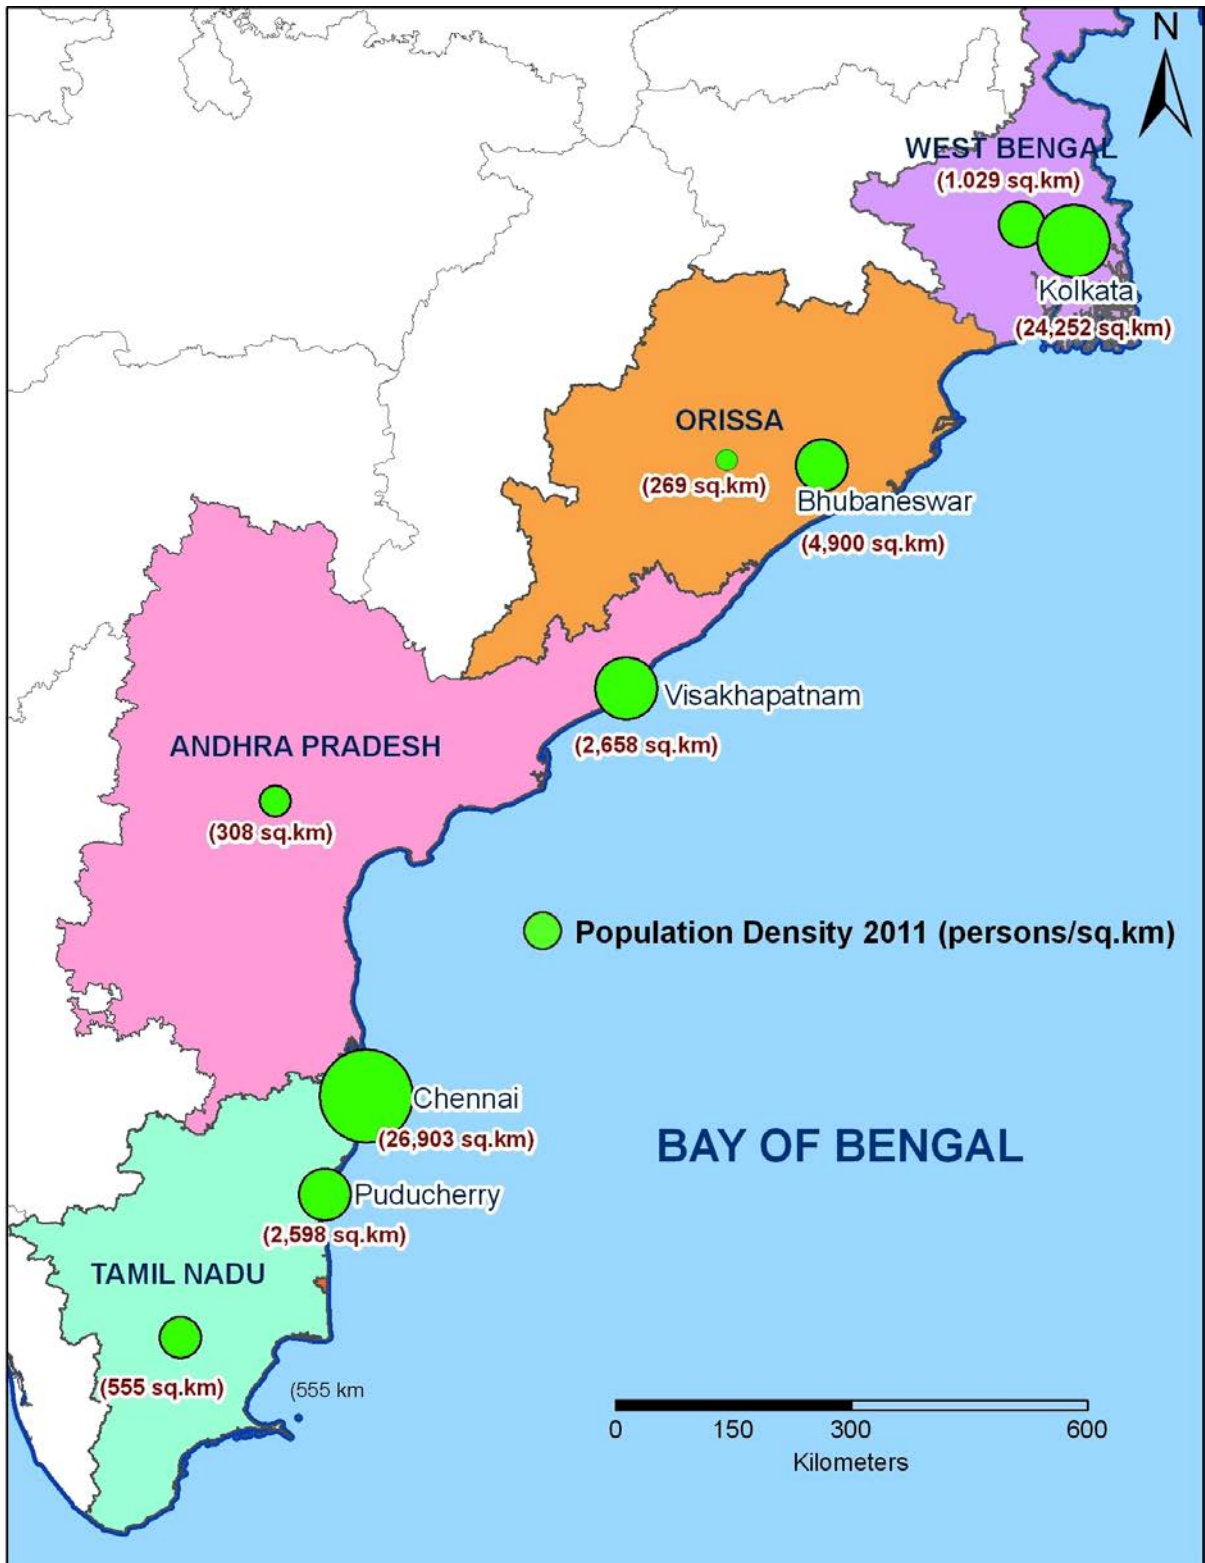 N
WEST BENGAL
(1.029 sq.km)
Kolkata
(24,252 sq.km)
ORISSA
(269 sq.km)
Bhubaneswar
(4,900 sq.km)
Visakhapatnam
(2,658 sq.km)
ANDHRA PRADESH
(308 sq.km)
Population Density 2011 (persons/sq.km)
Chennai
(26,903 sq.km)
BAY OF BENGAL
Puducherry
(2,598 sq.km)
TAMIL NADU
(555 sq.km)
(555 km
0 150 300 600
Kilometers